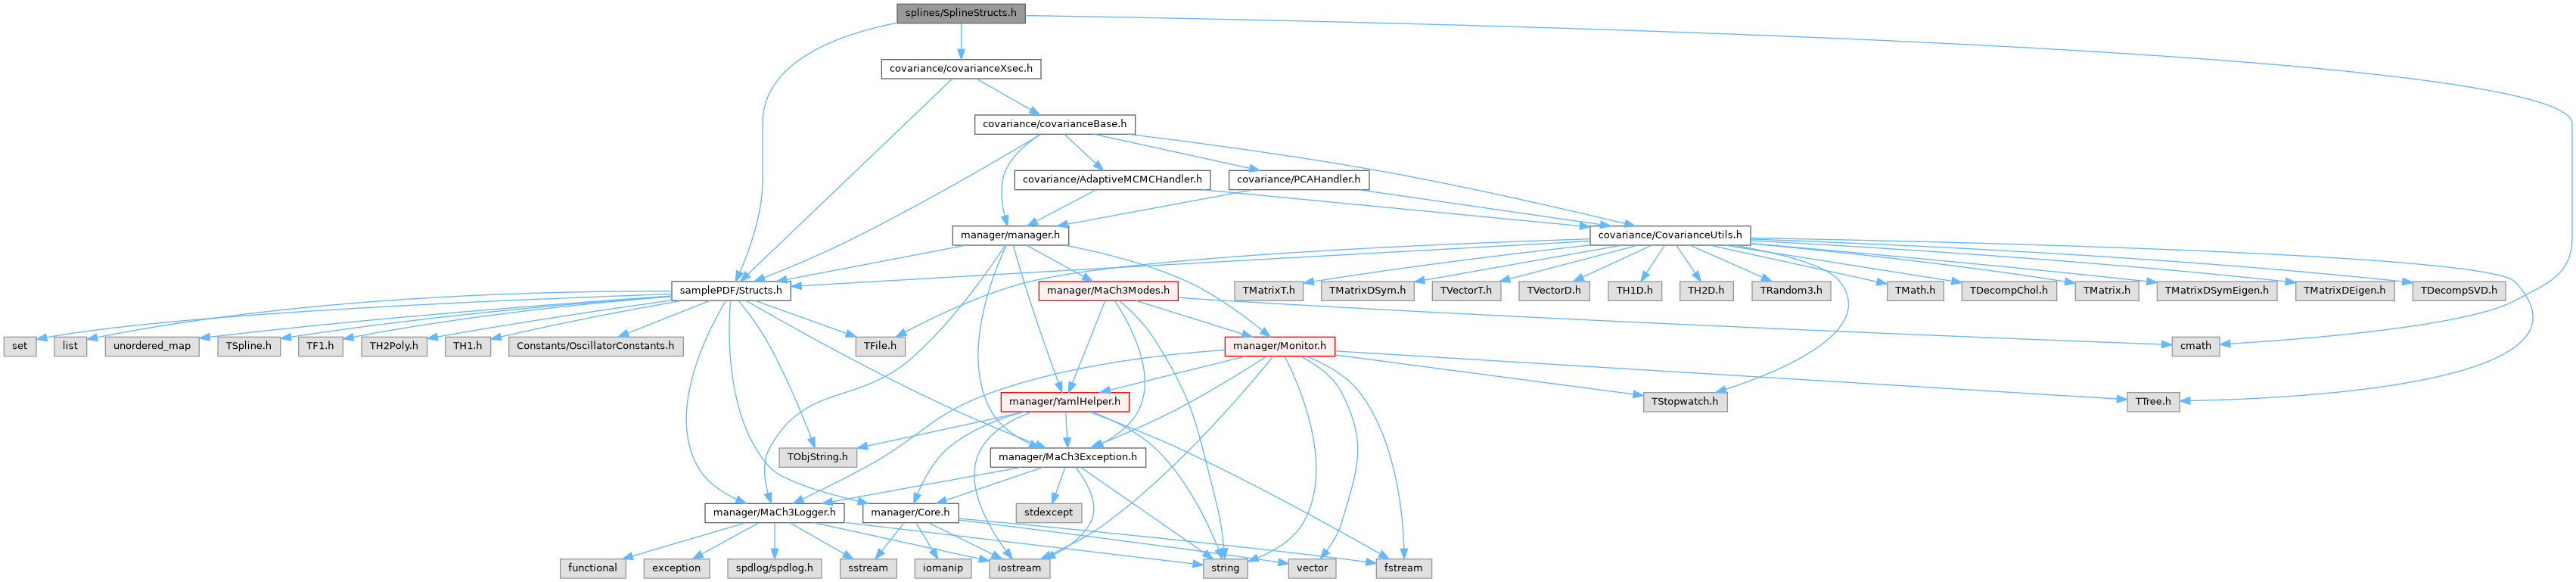 splines/SplineStructs.h
covariance/covarianceXsec.h
covariance/covarianceBase.h
covariance/AdaptiveMCMCHandler.h
covariance/PCAHandler.h
manager/manager.h
covariance/CovarianceUtils.h
samplePDF/Structs.h
manager/MaCh3Modes.h
TMatrixT.h
TMatrixDSym.h
TVectorT.h
TVectorD.h
TH1D.h
TH2D.h
TRandom3.h
TMath.h
TDecompChol.h
TMatrix.h
TMatrixDSymEigen.h
TMatrixDEigen.h
TDecompSVD.h
set
list
unordered_map
TSpline.h
TF1.h
TH2Poly.h
TH1.h
Constants/OscillatorConstants.h
TFile.h
manager/Monitor.h
cmath
manager/YamlHelper.h
TStopwatch.h
TTree.h
TObjString.h
manager/MaCh3Exception.h
manager/MaCh3Logger.h
manager/Core.h
stdexcept
functional
exception
spdlog/spdlog.h
sstream
iomanip
iostream
string
vector
fstream